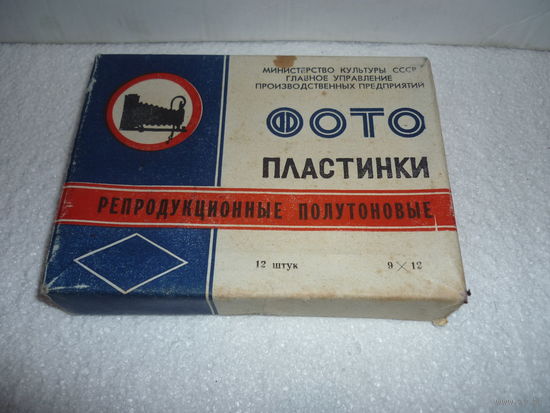 МИНИСТЕРСТВО КУЛЬТУРЫ СССР
ГЛАВНОЕ УПРАВЛЕНИЕ
ПРОИЗВОДСТВЕННЫХ ПРЕДПРИЯТИЙ
ФОТО
ПЛАСТИНКИ
РЕПРОДУКЦИОННЫЕ ПОЛУТОНОВЫЕ
12 штук 9×12